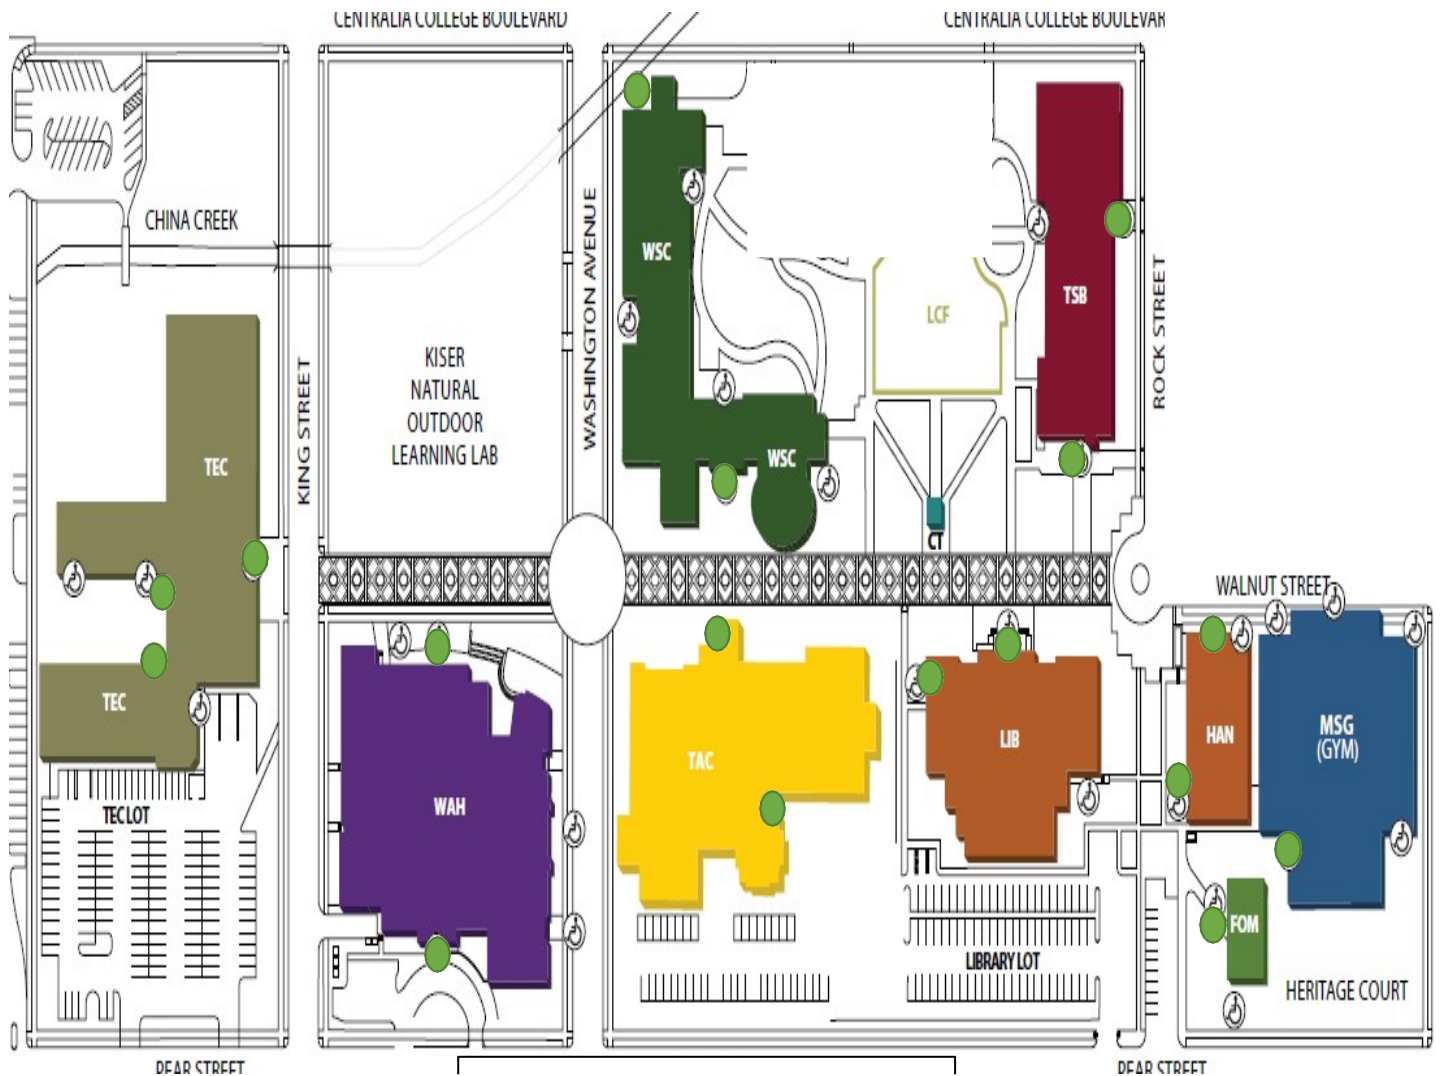 CENTRALIA COLLEGE BOULEVARD
CENTRALIA COLLEGE BOULEVAR
CHINA CREEK
WASHINGTON AVENUE
WSC
TSB
ROCK STREET
LCF
KISER
NATURAL
OUTDOOR
LEARNING LAB
KING STREET
TEC
WSC
CT
WALNUT STREET
TEC
WAH
TAC
LIB
HAN
MSG
(GYM)
TEC LOT
FOM
LIBRARY LOT
HERITAGE COURT
PEAR STREET
PEAR STREET